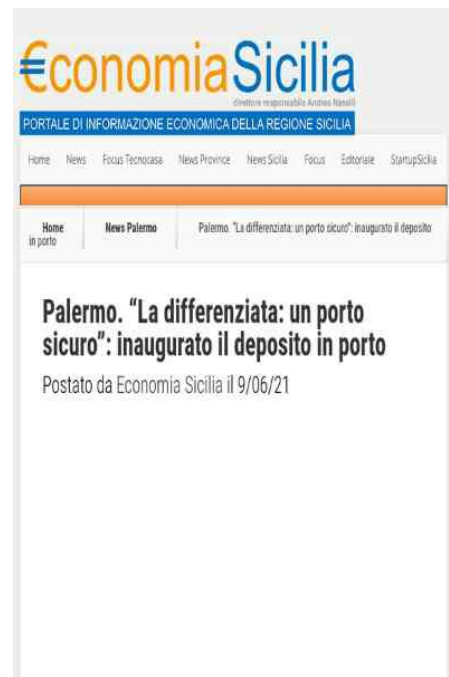 €conomiaSicilia
direttore responsabile Andrea Naselli
PORTALE DI INFORMAZIONE ECONOMICA DELLA REGIONE SICILIA
Home News Focus Tecnocasa News Province News Sicilia Focus Editoriale StartupSicilia
Home News Palermo Palermo. "La differenziata: un porto sicuro": inaugurato il deposito
in porto
Palermo. “La differenziata: un porto
sicuro”: inaugurato il deposito in porto
Postato da Economia Sicilia il 9/06/21